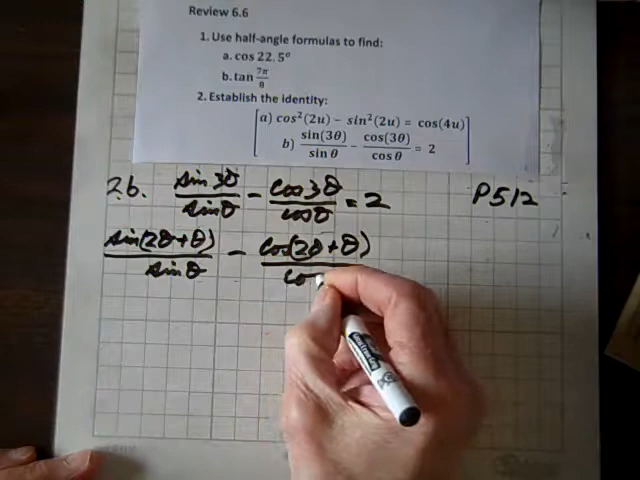 Review 6.6
1. Use half-angle formulas to find:
a. cos 22.5°
b. tan 7π/8
2. Establish the identity:
a) cos²(2u) − sin²(2u) = cos(4u)
b) sin(3θ)/sin θ − cos(3θ)/cos θ = 2
2b. sin 3θ/sin θ − cos 3θ/cos θ = 2 P512
sin(2θ+θ)/sin θ − cos(2θ+θ)/co